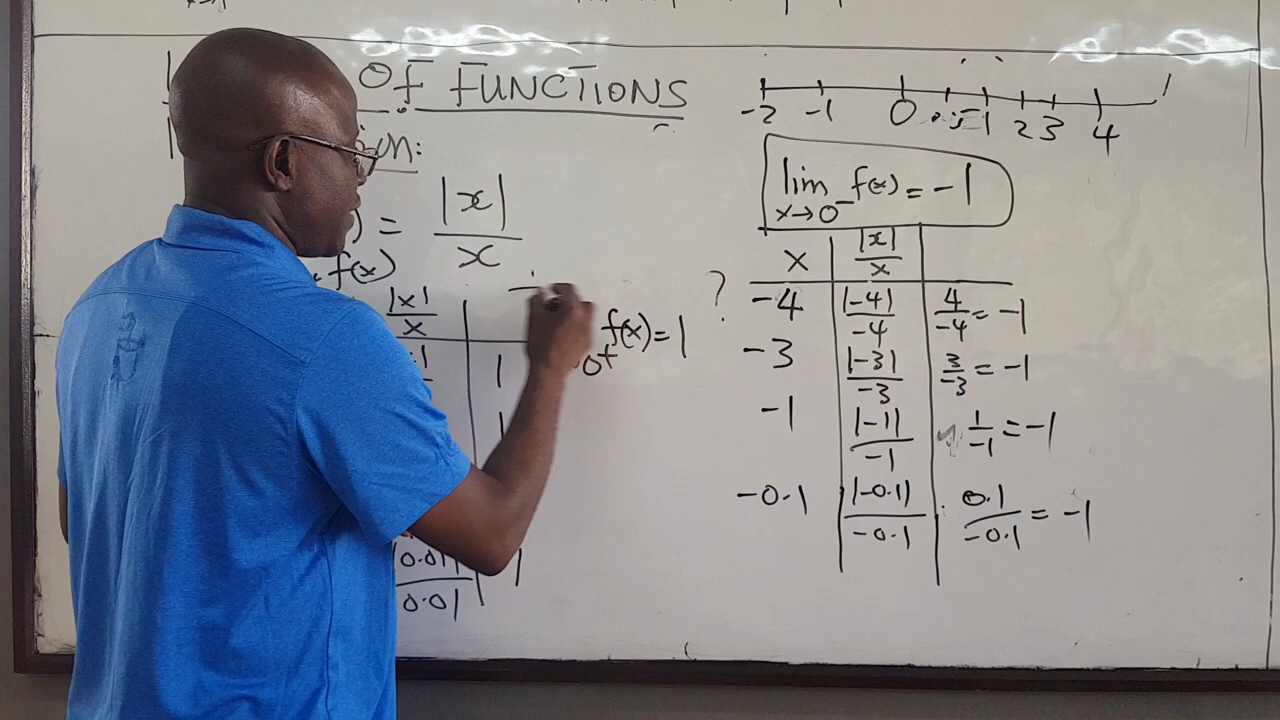 OF FUNCTIONS
) = |x| / x
f(x)
|x| / x
1
f(x) = 1
0+
1
|0.01| / 0.01
1
-2 -1 0 0.5 1 2 3 4
lim x→0- f(x) = -1
x |x| / x
?
-4 |-4| / -4 4 / -4 = -1
-3 |-3| / -3 3 / -3 = -1
-1 |-1| / -1 1 / -1 = -1
-0.1 |-0.1| / -0.1 0.1 / -0.1 = -1